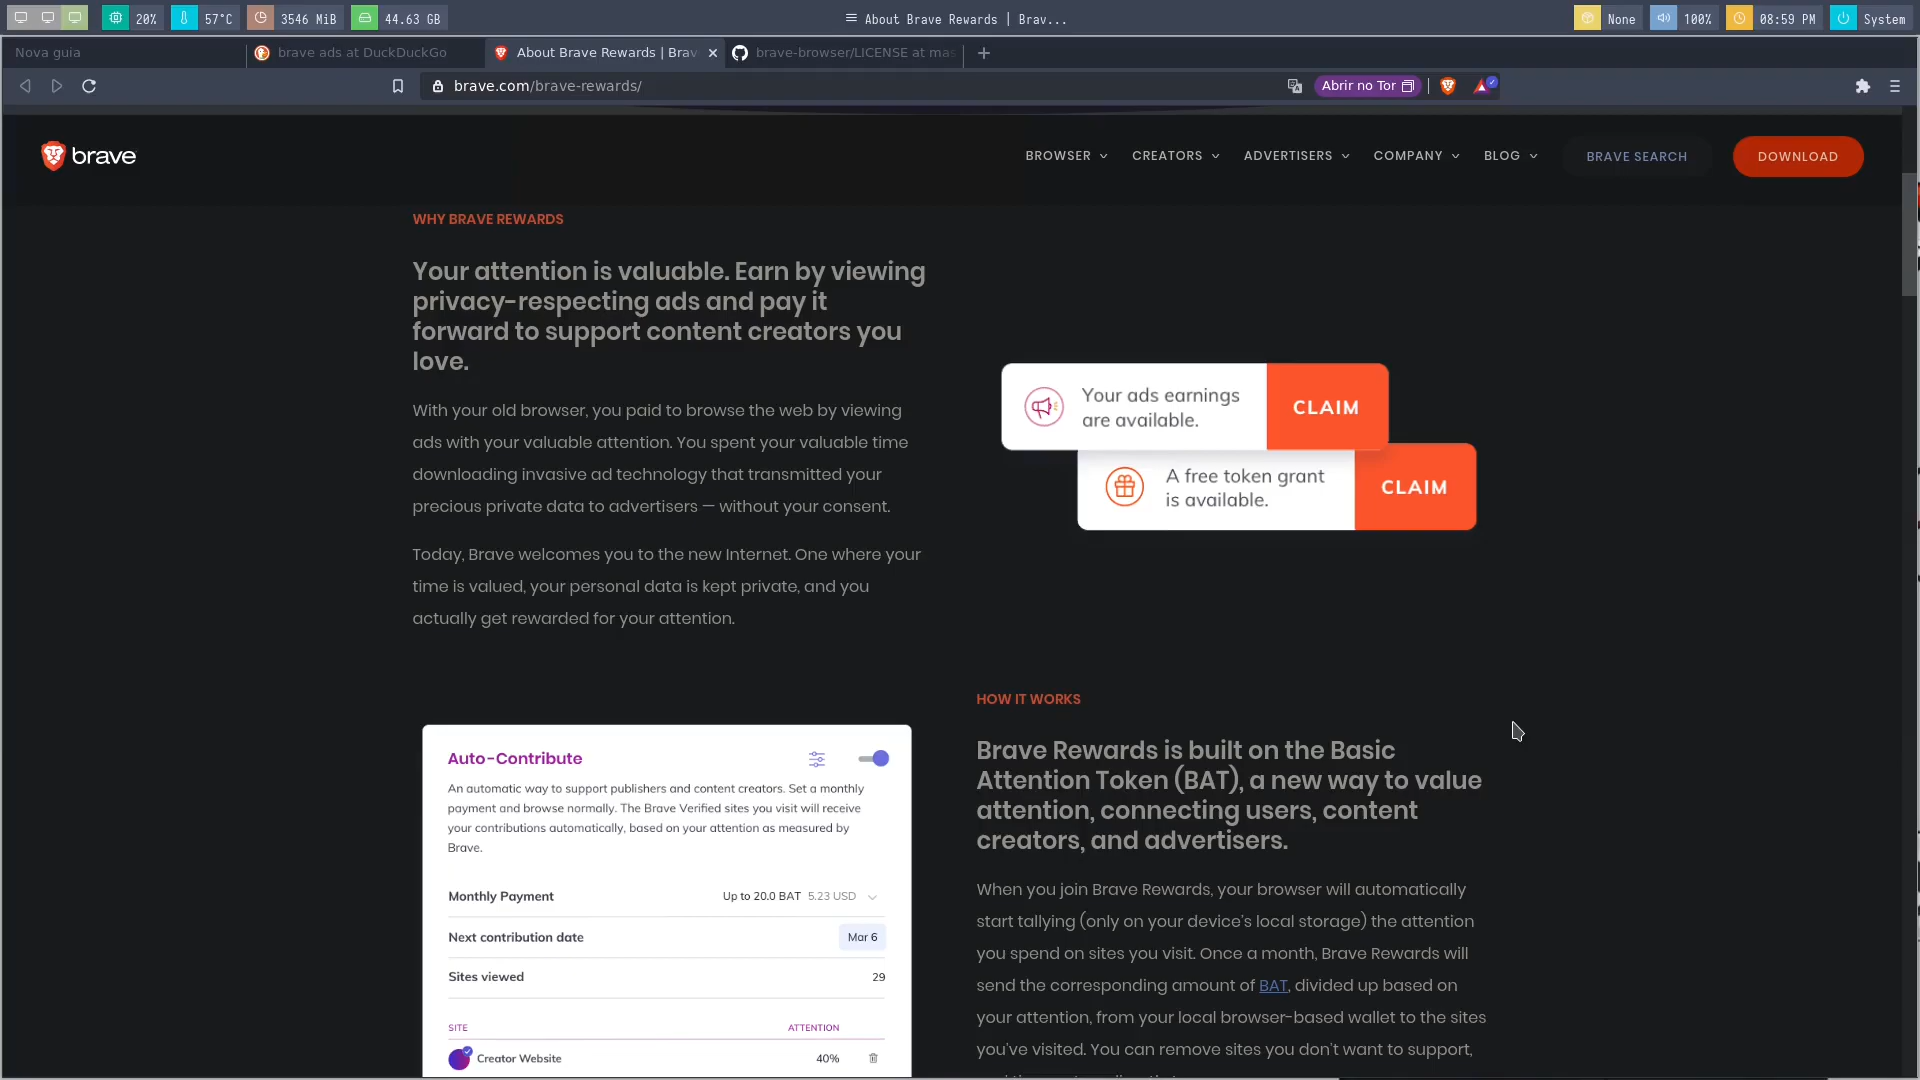 20%
57°C
3546 MiB
44.63 GB
About Brave Rewards | Brav...
None
100%
08:59 PM
System
Nova guia
brave ads at DuckDuckGo
About Brave Rewards | Brav
brave-browser/LICENSE at mas
brave.com/brave-rewards/
Abrir no Tor
brave
BROWSER
CREATORS
ADVERTISERS
COMPANY
BLOG
BRAVE SEARCH
DOWNLOAD
WHY BRAVE REWARDS
Your attention is valuable. Earn by viewing
privacy-respecting ads and pay it
forward to support content creators you
love.
With your old browser, you paid to browse the web by viewing
ads with your valuable attention. You spent your valuable time
downloading invasive ad technology that transmitted your
precious private data to advertisers — without your consent.
Today, Brave welcomes you to the new Internet. One where your
time is valued, your personal data is kept private, and you
actually get rewarded for your attention.
Your ads earnings
are available.
CLAIM
A free token grant
is available.
CLAIM
Auto-Contribute
An automatic way to support publishers and content creators. Set a monthly
payment and browse normally. The Brave Verified sites you visit will receive
your contributions automatically, based on your attention as measured by
Brave.
Monthly Payment
Up to 20.0 BAT 5.23 USD
Next contribution date
Mar 6
Sites viewed
29
SITE
ATTENTION
Creator Website
40%
HOW IT WORKS
Brave Rewards is built on the Basic
Attention Token (BAT), a new way to value
attention, connecting users, content
creators, and advertisers.
When you join Brave Rewards, your browser will automatically
start tallying (only on your device's local storage) the attention
you spend on sites you visit. Once a month, Brave Rewards will
send the corresponding amount of BAT, divided up based on
your attention, from your local browser-based wallet to the sites
you've visited. You can remove sites you don't want to support,